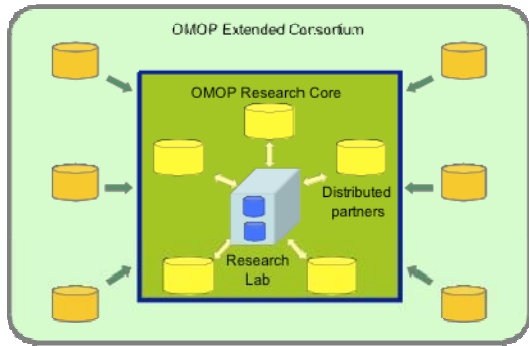 OMOP Extended Consortium
OMOP Research Core
Distributed
partners
Research
Lab